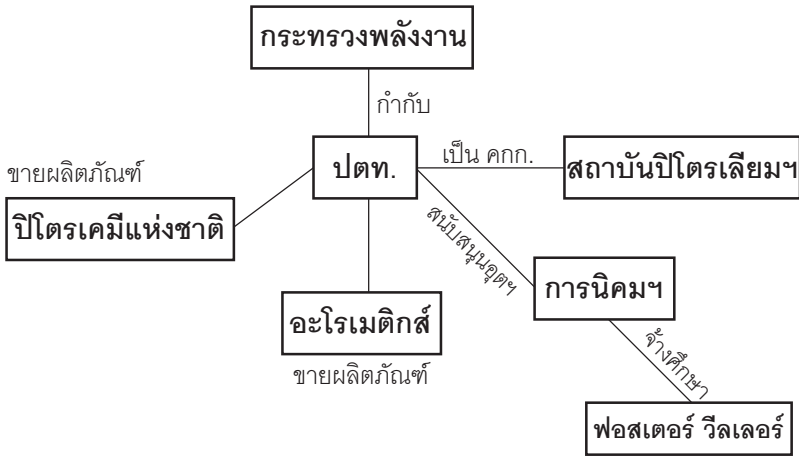 กระทรวงพลังงาน
กำกับ
ขายผลิตภัณฑ์
ปตท.
เป็น คกก.
สถาบันปิโตรเลียมฯ
ปิโตรเคมีแห่งชาติ
สนับสนุนอุตฯ
การนิคมฯ
อะโรเมติกส์
ขายผลิตภัณฑ์
จ้างศึกษา
ฟอสเตอร์ วีลเลอร์